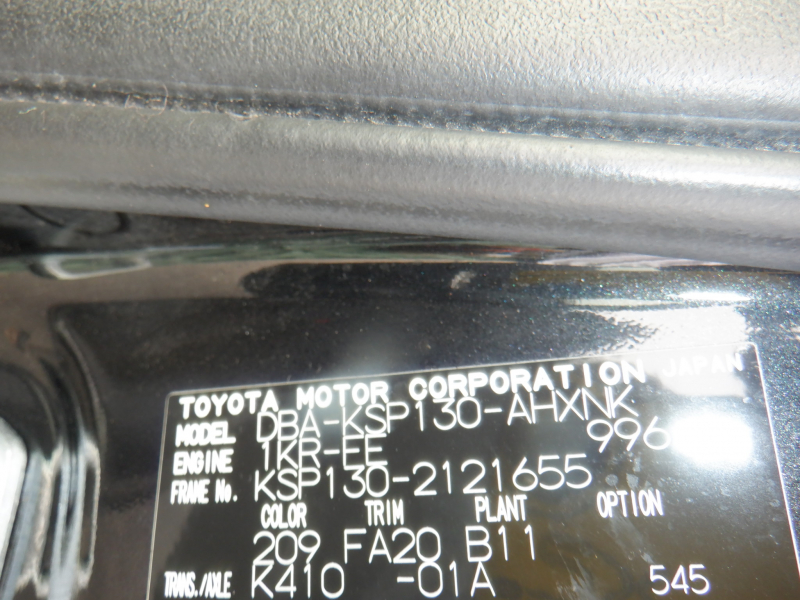 TOYOTA MOTOR CORPORATION JAPAN
MODEL DBA-KSP130-AHXNK
ENGINE 1KR-FE
FRAME No. KSP130-2121655
COLOR TRIM PLANT OPTION
209 FA20 B11
TRANS./AXLE K410 -01A 545